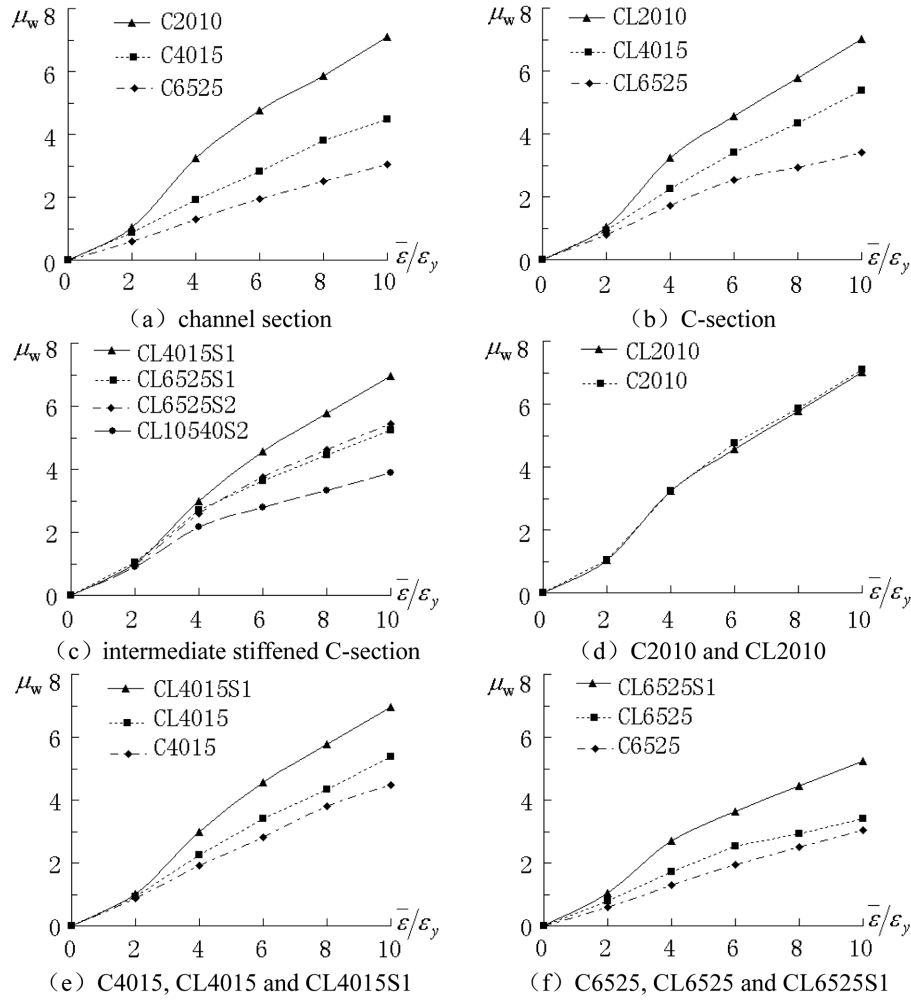 μw 8
C2010
C4015
C6525
6
4
2
0
0 2 4 6 8 10
ε̅/εy
（a）channel section
μw 8
CL2010
CL4015
CL6525
6
4
2
0
0 2 4 6 8 10
ε̅/εy
（b）C-section
μw 8
CL4015S1
CL6525S1
CL6525S2
CL10540S2
6
4
2
0
0 2 4 6 8 10
ε̅/εy
（c）intermediate stiffened C-section
μw 8
CL2010
C2010
6
4
2
0
0 2 4 6 8 10
ε̅/εy
（d）C2010 and CL2010
μw 8
CL4015S1
CL4015
C4015
6
4
2
0
0 2 4 6 8 10
ε̅/εy
（e）C4015, CL4015 and CL4015S1
μw 8
CL6525S1
CL6525
C6525
6
4
2
0
0 2 4 6 8 10
ε̅/εy
（f）C6525, CL6525 and CL6525S1